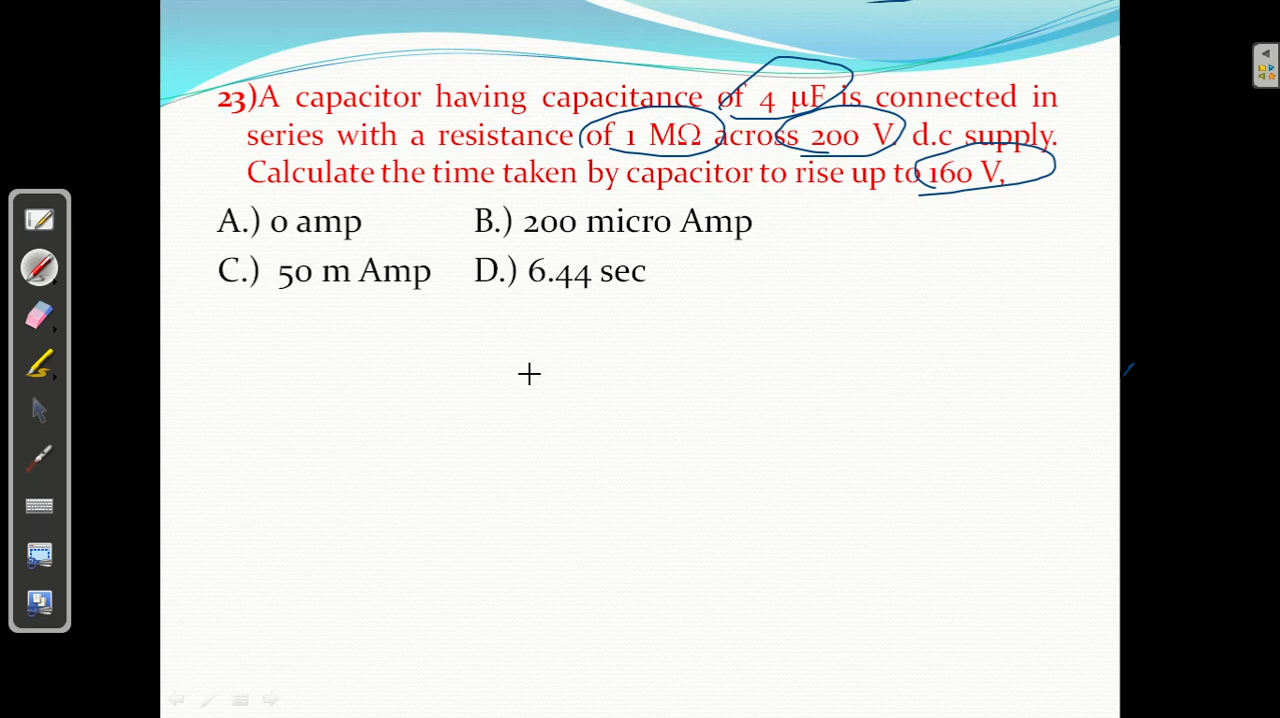 23)A capacitor having capacitance of 4 μF is connected in
series with a resistance of 1 MΩ across 200 V. d.c supply.
Calculate the time taken by capacitor to rise up to 160 V,
A.) 0 amp B.) 200 micro Amp
C.) 50 m Amp D.) 6.44 sec